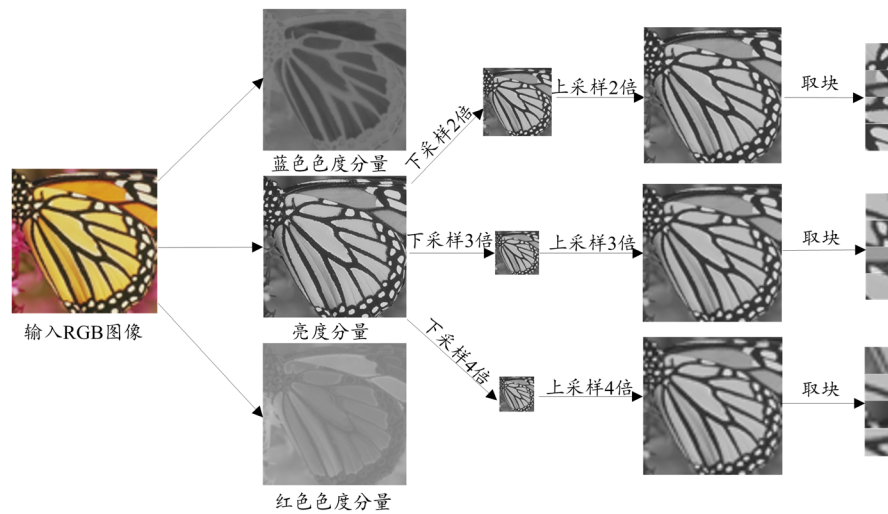 蓝色色度分量
下采样2倍
上采样2倍
取块
输入RGB图像
亮度分量
下采样3倍
上采样3倍
取块
下采样4倍
上采样4倍
取块
红色色度分量